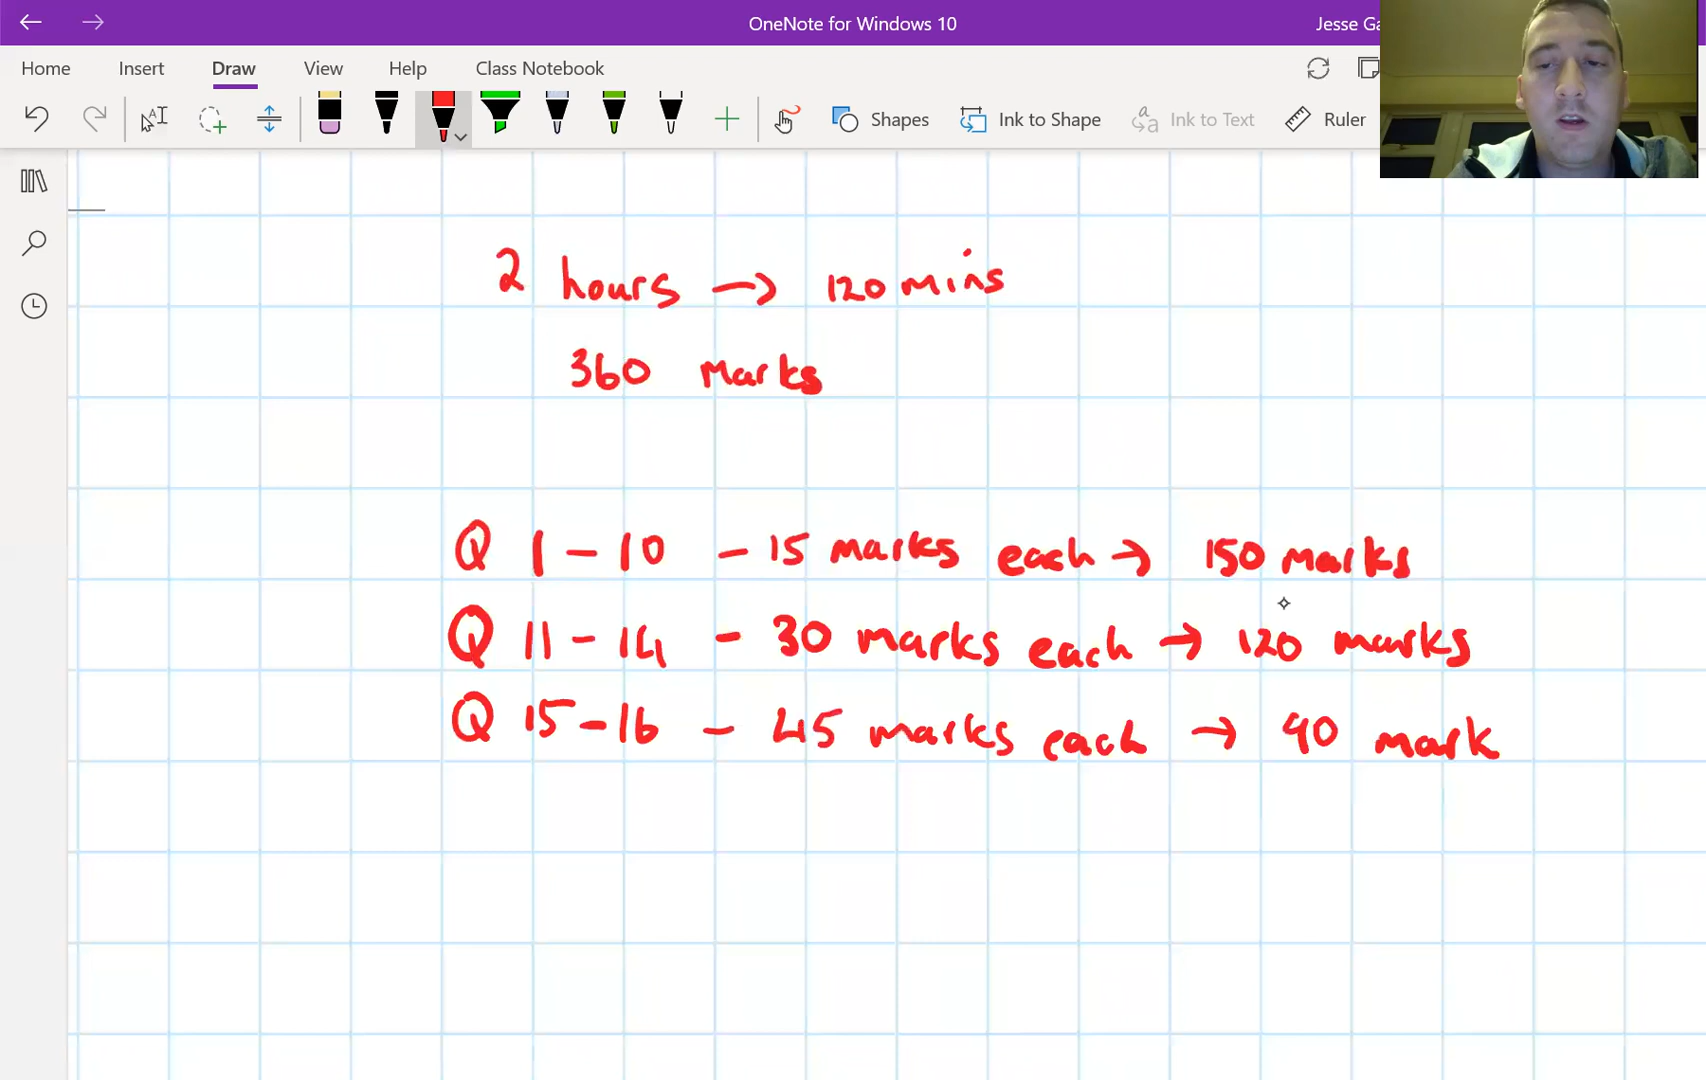 OneNote for Windows 10
Jesse Ga
Home Insert Draw View Help Class Notebook
Shapes Ink to Shape Ink to Text Ruler
2 hours → 120 mins
360 Marks
Q 1 - 10 - 15 marks each → 150 marks
Q 11 - 14 - 30 marks each → 120 marks
Q 15 - 16 - 45 marks each → 90 mark